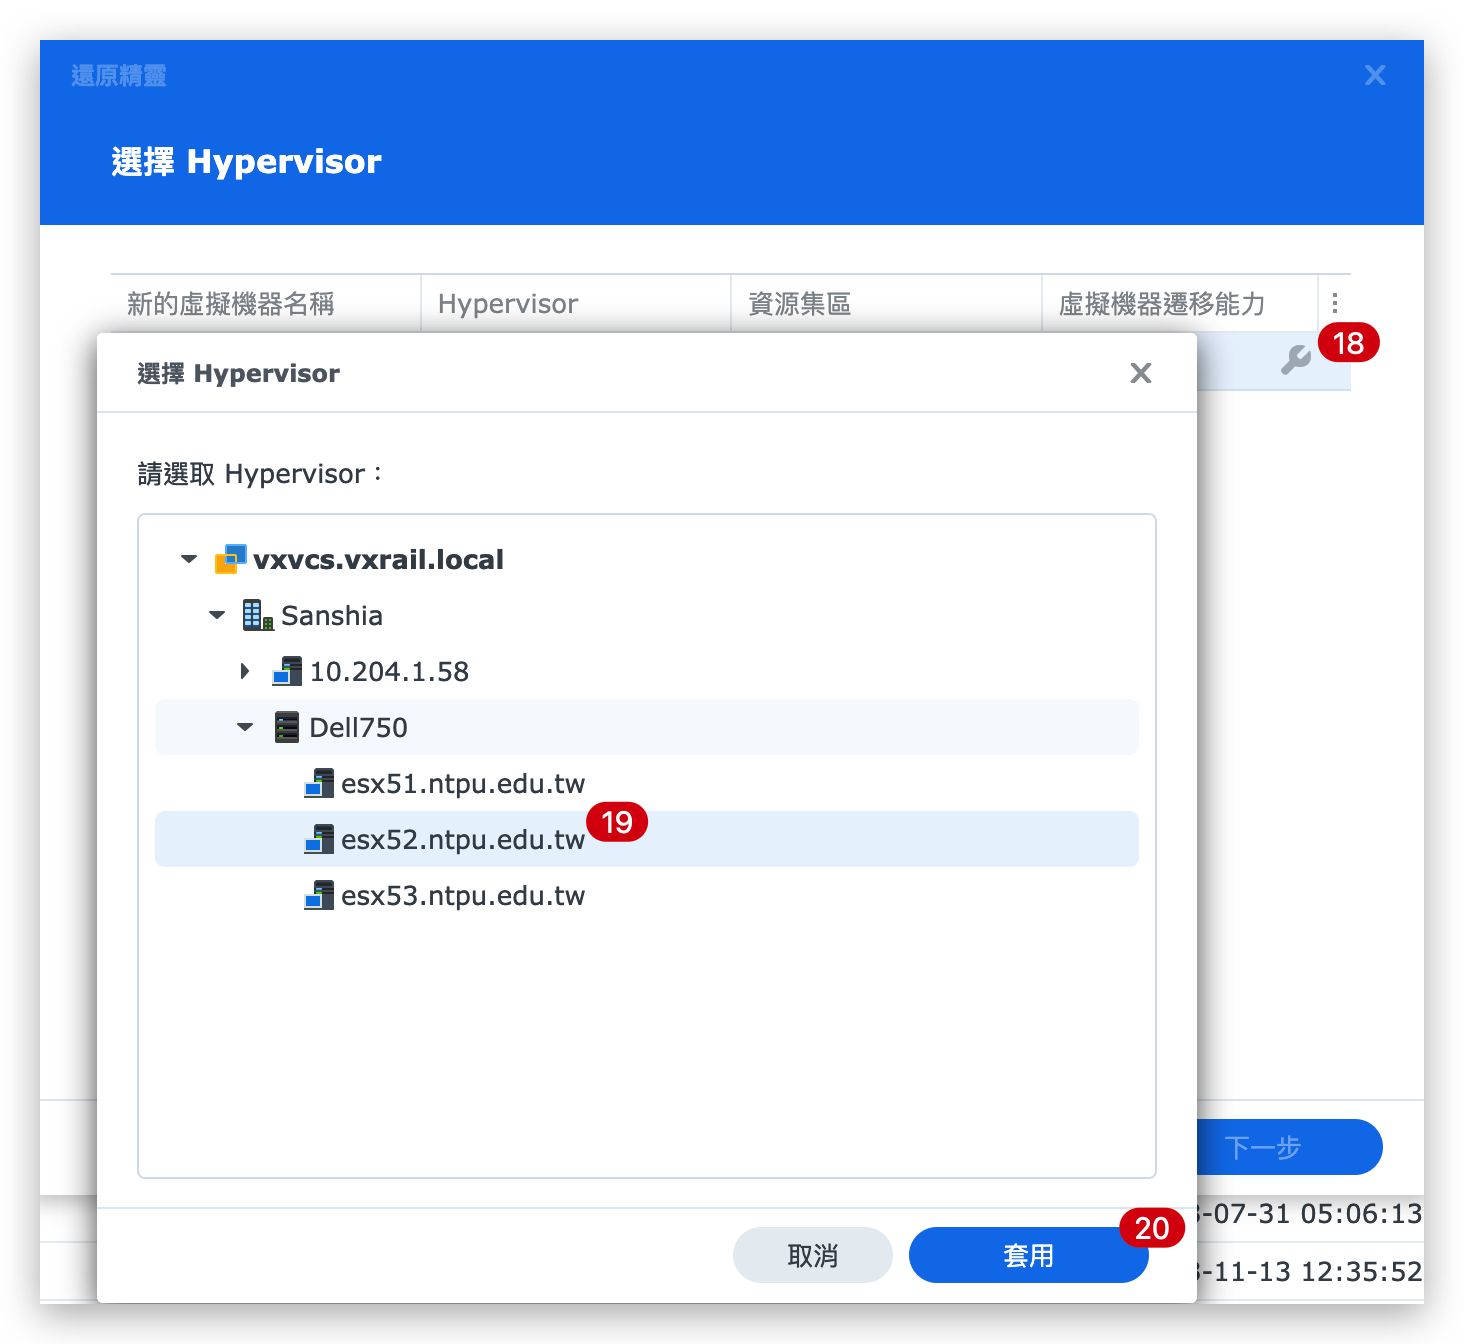 還原精靈
選擇 Hypervisor
新的虛擬機器名稱 Hypervisor 資源集區 虛擬機器遷移能力
18
選擇 Hypervisor
請選取 Hypervisor：
vxvcs.vxrail.local
Sanshia
10.204.1.58
Dell750
esx51.ntpu.edu.tw
esx52.ntpu.edu.tw 19
esx53.ntpu.edu.tw
下一步
-07-31 05:06:13
取消 套用 20
-11-13 12:35:52